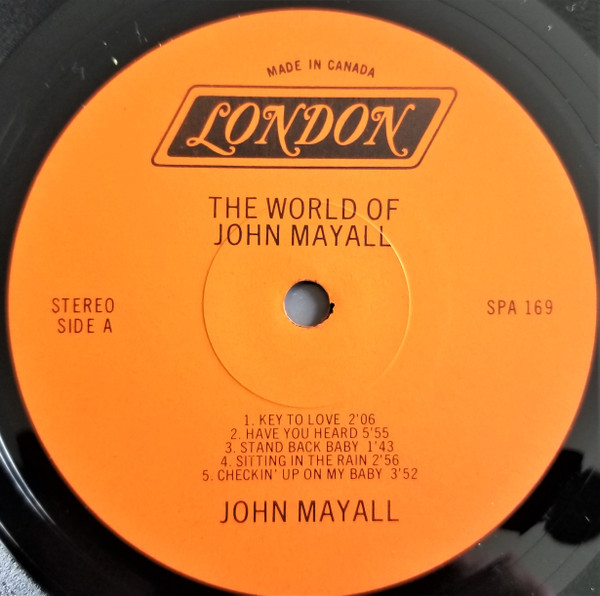 MADE IN CANADA
LONDON
THE WORLD OF
JOHN MAYALL
STEREO
SIDE A
SPA 169
1. KEY TO LOVE 2'06
2. HAVE YOU HEARD 5'55
3. STAND BACK BABY 1'43
4. SITTING IN THE RAIN 2'56
5. CHECKIN' UP ON MY BABY 3'52
JOHN MAYALL